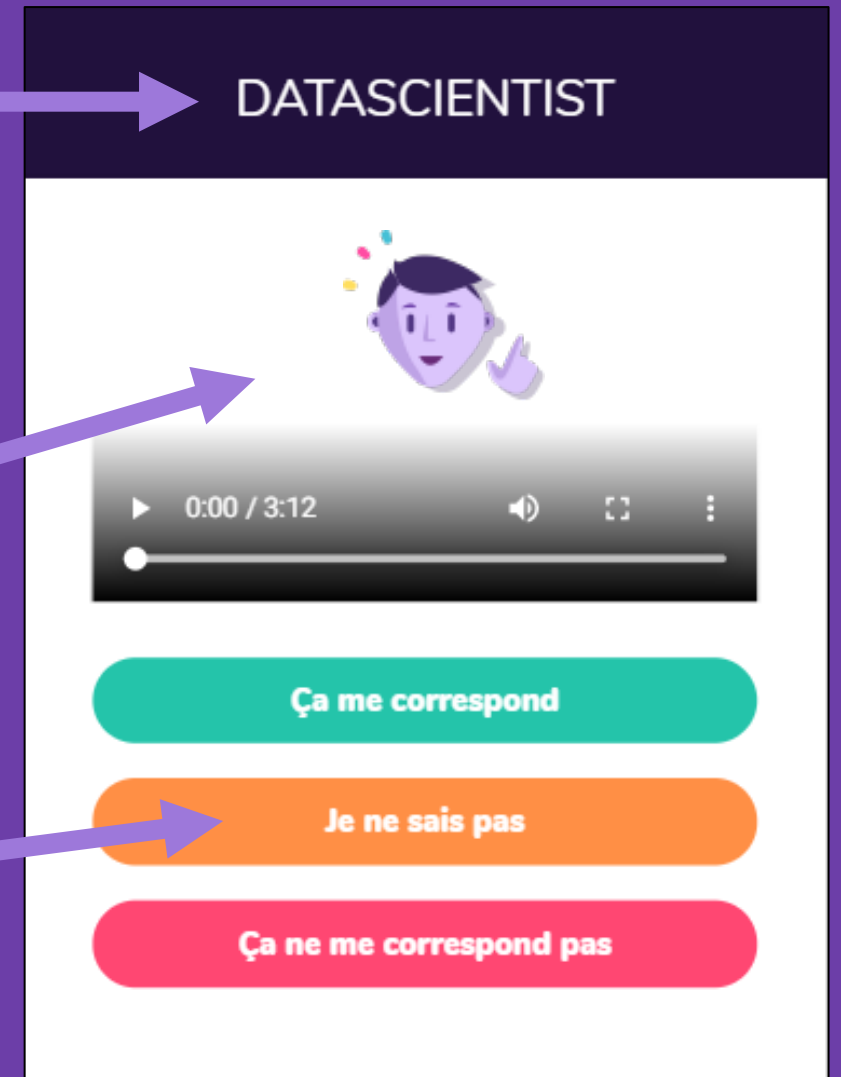 DATASCIENTIST
0:00 / 3:12
Ça me correspond
Je ne sais pas
Ça ne me correspond pas